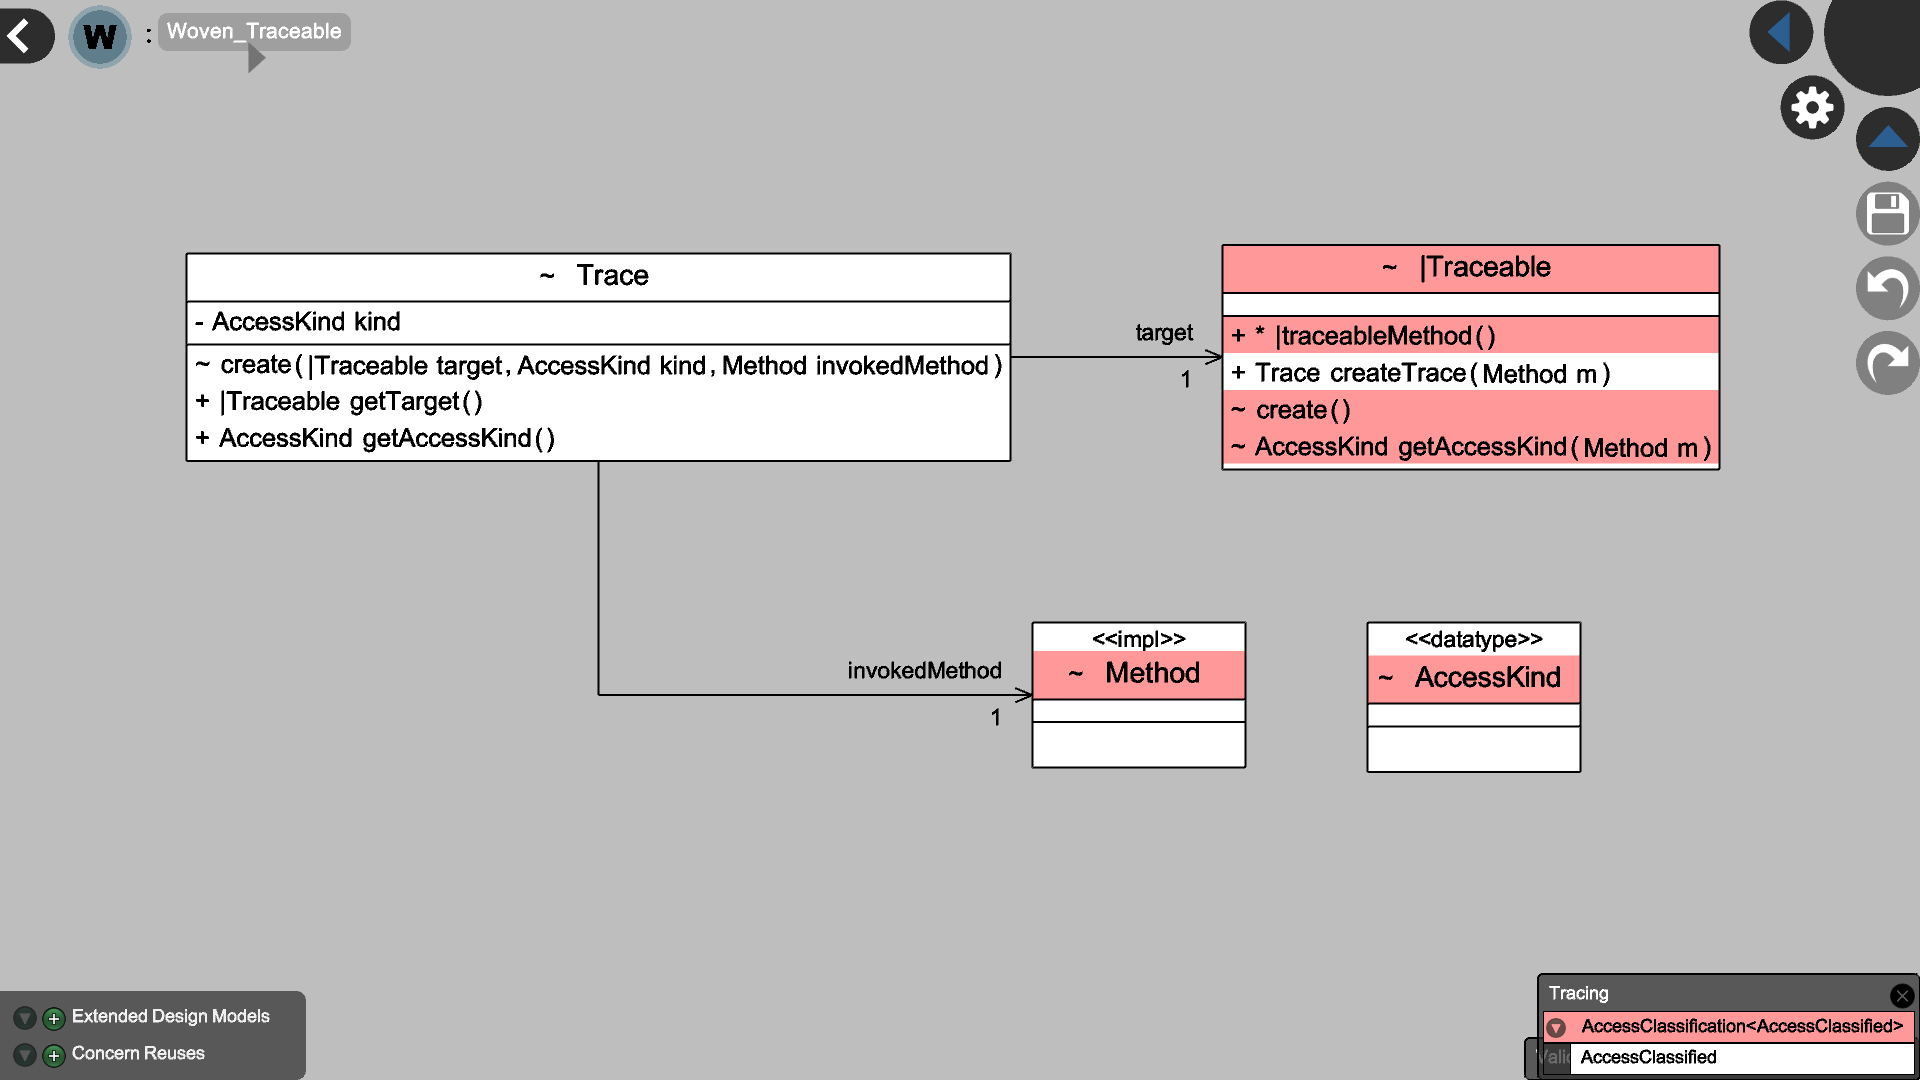 W : Woven_Traceable
~ Trace
- AccessKind kind
~ create(|Traceable target, AccessKind kind, Method invokedMethod)
+ |Traceable getTarget()
+ AccessKind getAccessKind()
target
1
~ |Traceable
+ * |traceableMethod()
+ Trace createTrace(Method m)
~ create()
~ AccessKind getAccessKind(Method m)
invokedMethod
1
<<impl>>
~ Method
<<datatype>>
~ AccessKind
Extended Design Models
Concern Reuses
Tracing
AccessClassification<AccessClassified>
AccessClassified